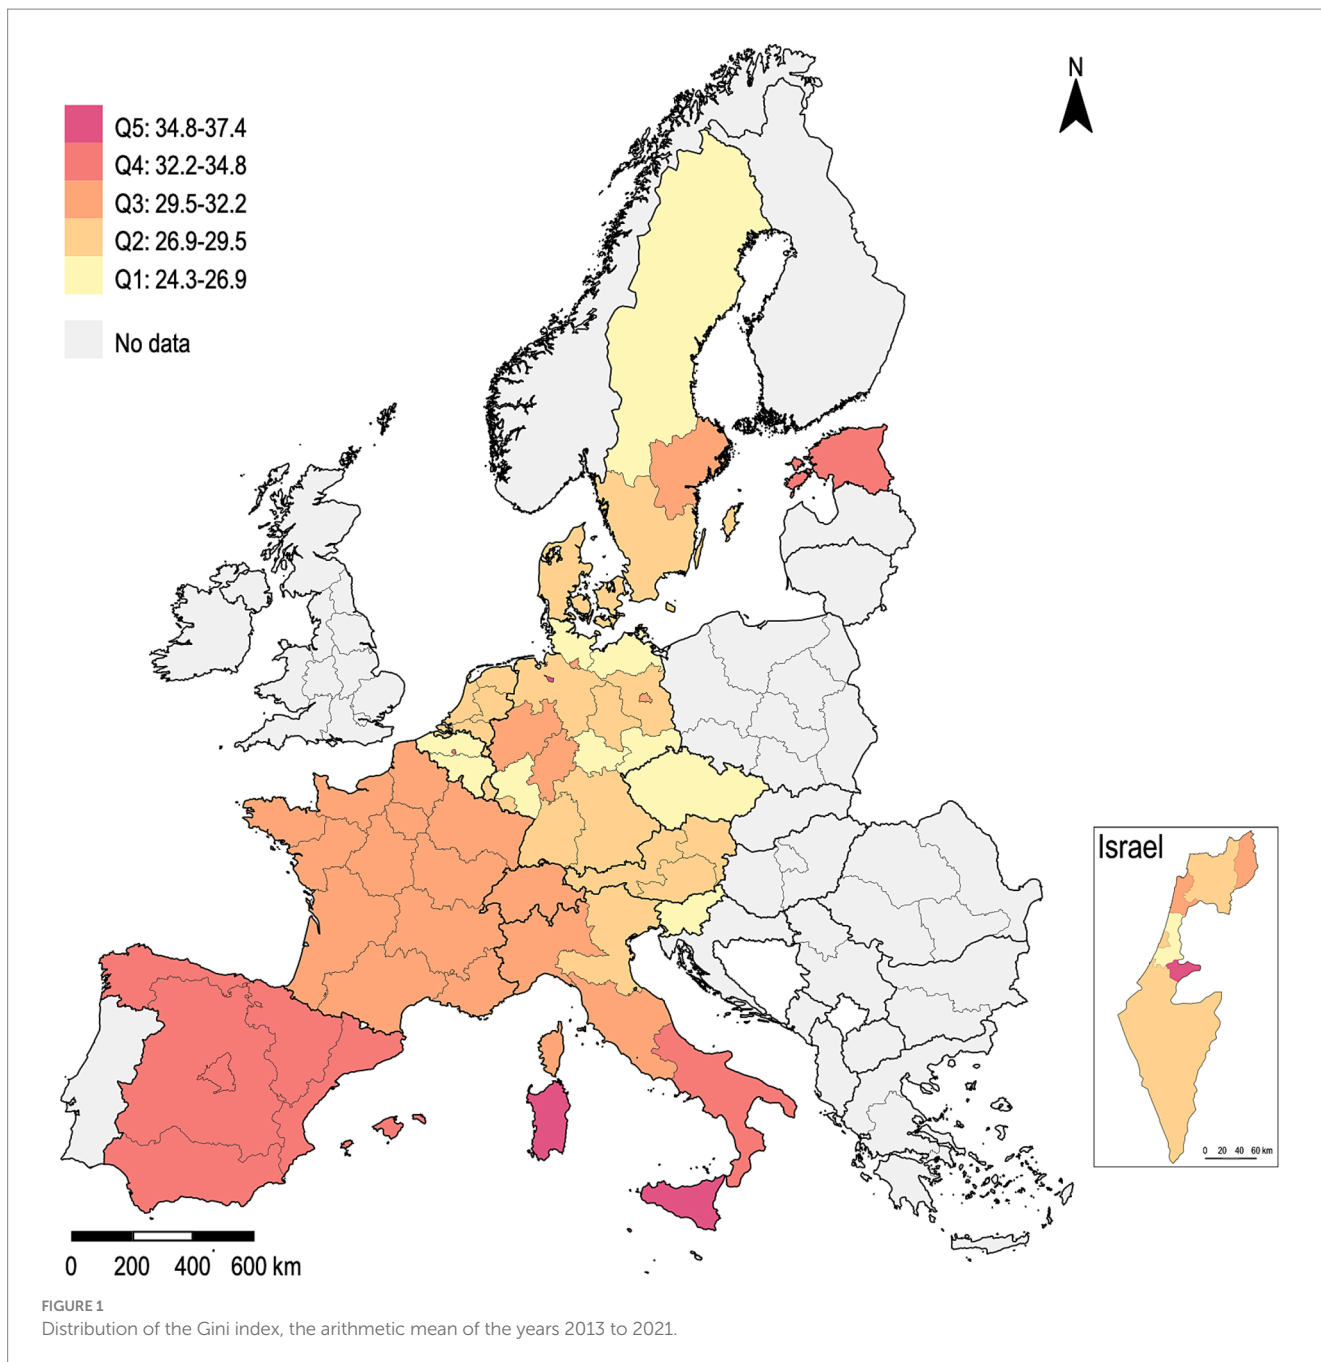 N
Q5: 34.8-37.4
Q4: 32.2-34.8
Q3: 29.5-32.2
Q2: 26.9-29.5
Q1: 24.3-26.9
No data
Israel
0 20 40 60 km
0 200 400 600 km
FIGURE 1
Distribution of the Gini index, the arithmetic mean of the years 2013 to 2021.